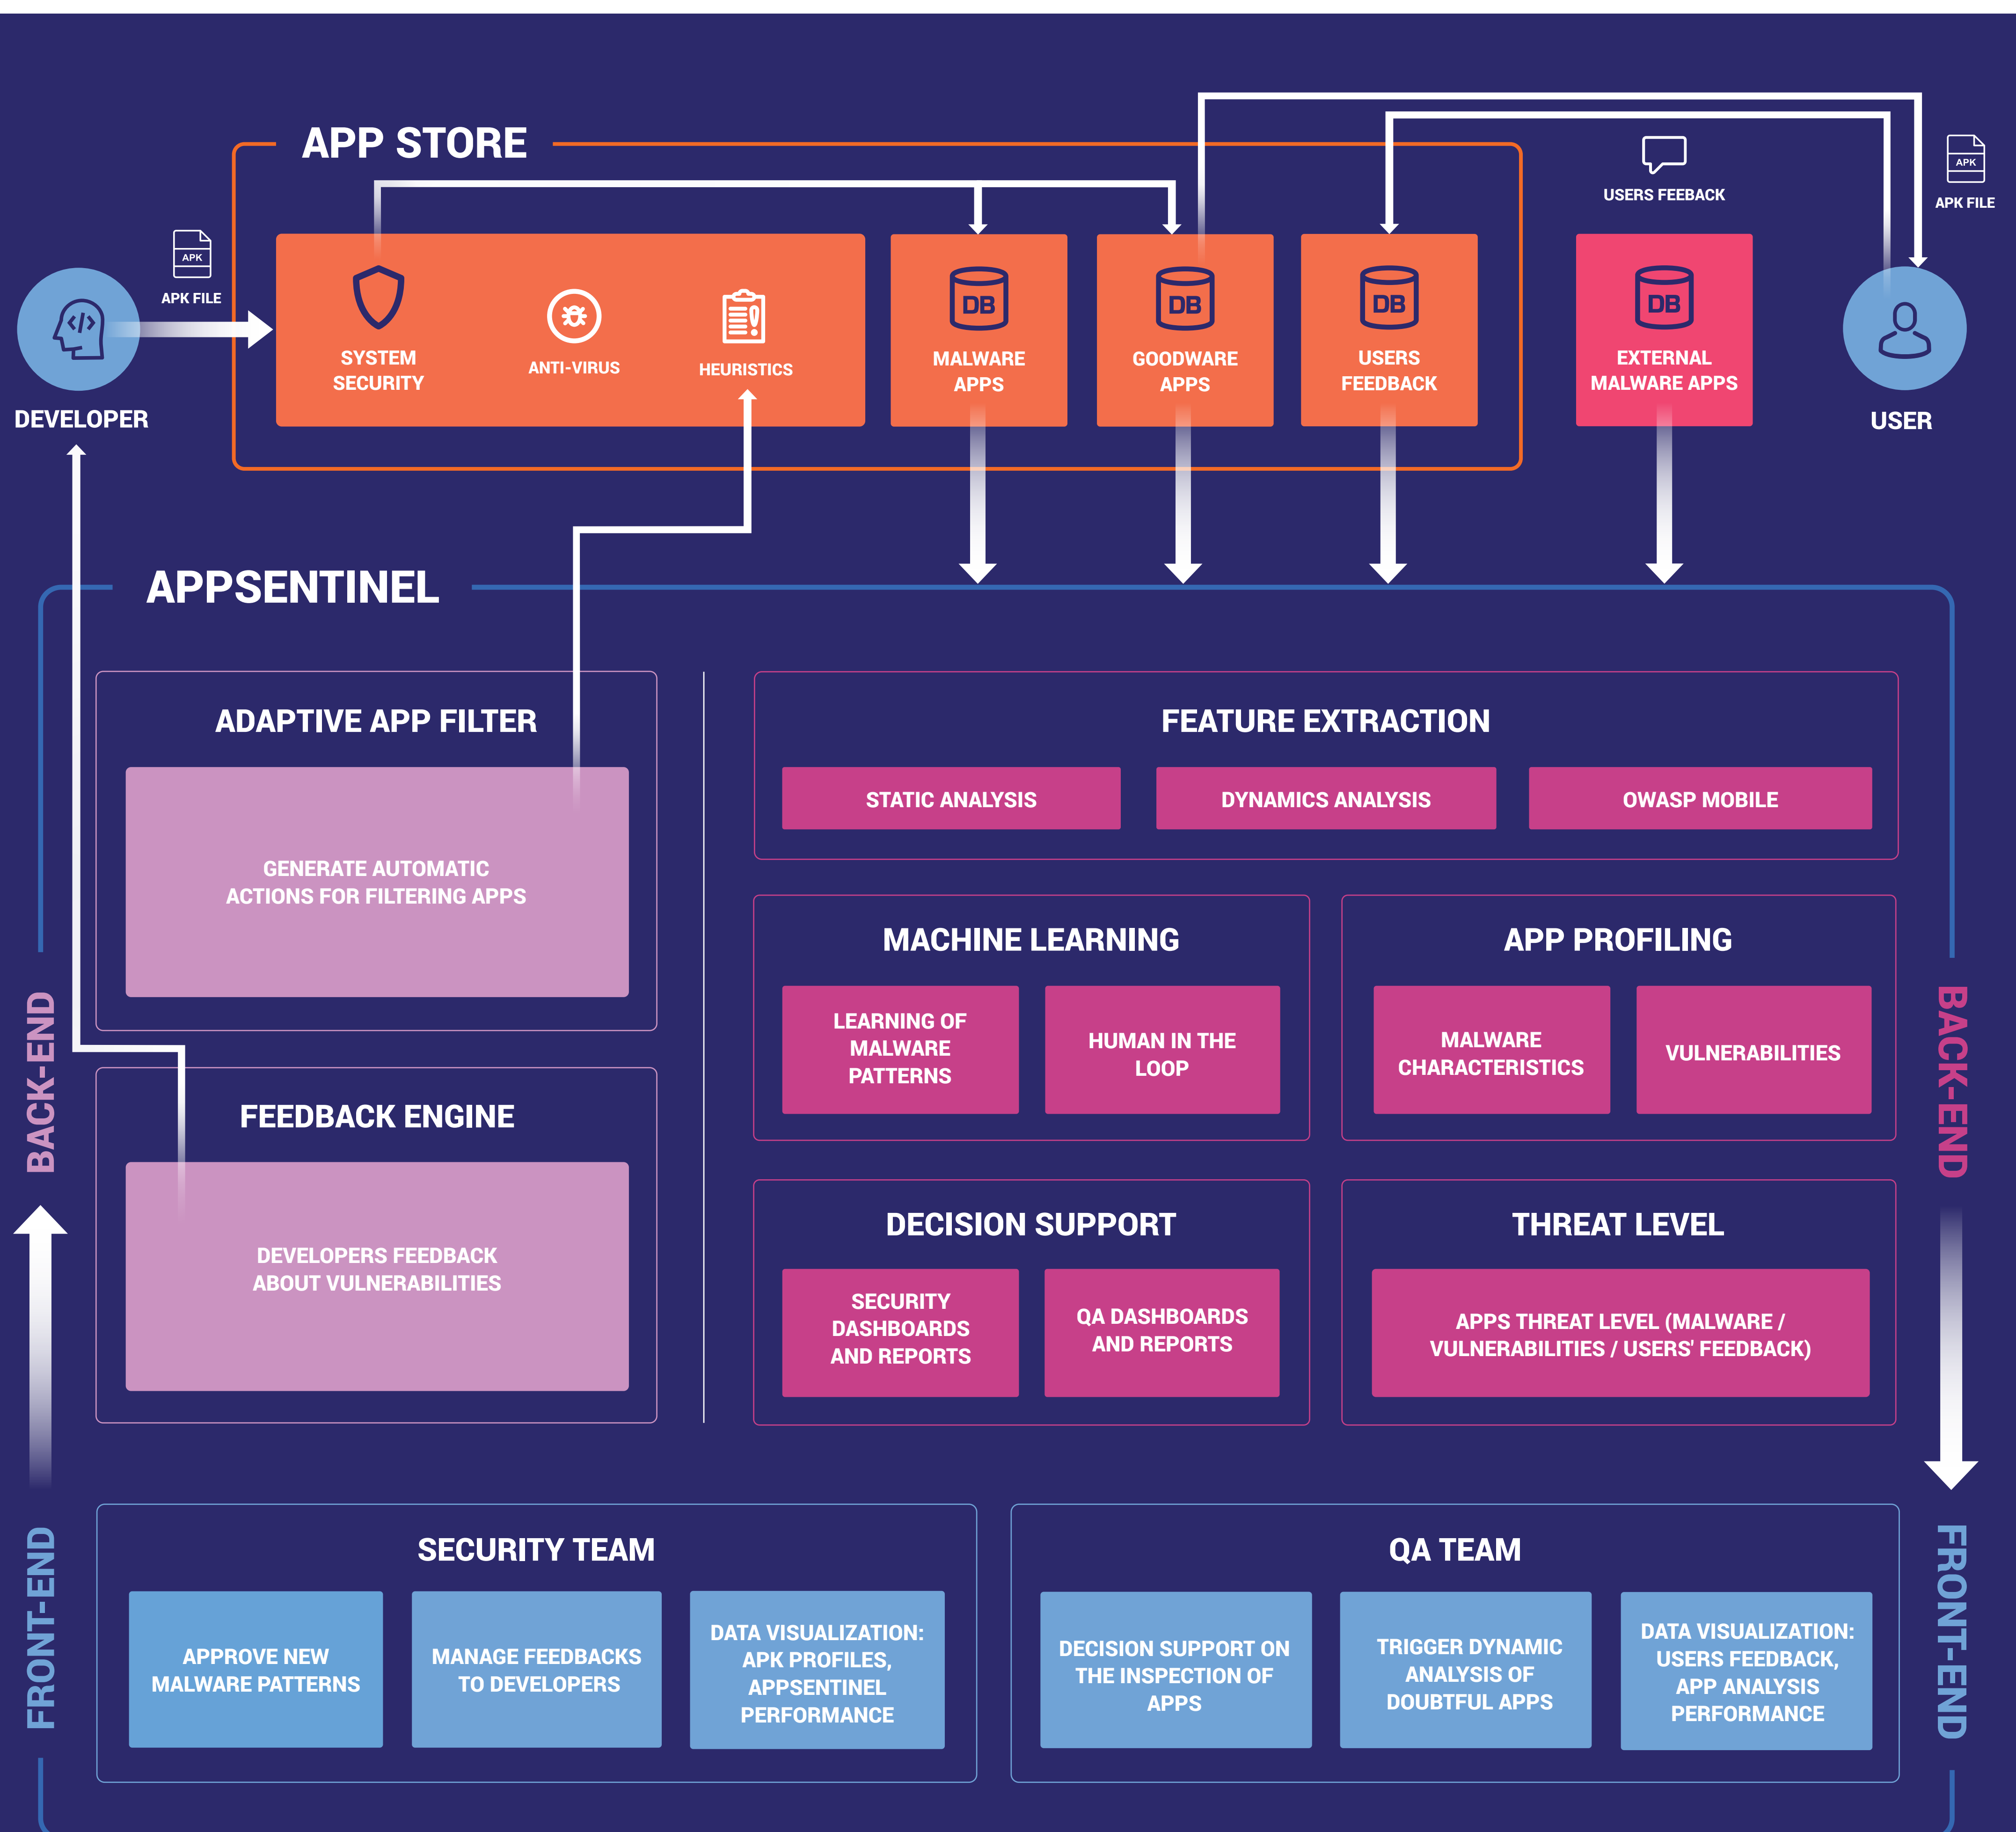 APP STORE
USERS FEEBACK
APK
APK FILE
APK
APK FILE
DEVELOPER
SYSTEM
SECURITY
ANTI-VIRUS
HEURISTICS
DB
MALWARE
APPS
DB
GOODWARE
APPS
DB
USERS
FEEDBACK
DB
EXTERNAL
MALWARE APPS
USER
APPSENTINEL
ADAPTIVE APP FILTER
GENERATE AUTOMATIC
ACTIONS FOR FILTERING APPS
FEEDBACK ENGINE
DEVELOPERS FEEDBACK
ABOUT VULNERABILITIES
FEATURE EXTRACTION
STATIC ANALYSIS
DYNAMICS ANALYSIS
OWASP MOBILE
MACHINE LEARNING
LEARNING OF
MALWARE
PATTERNS
HUMAN IN THE
LOOP
APP PROFILING
MALWARE
CHARACTERISTICS
VULNERABILITIES
DECISION SUPPORT
SECURITY
DASHBOARDS
AND REPORTS
QA DASHBOARDS
AND REPORTS
THREAT LEVEL
APPS THREAT LEVEL (MALWARE /
VULNERABILITIES / USERS' FEEDBACK)
BACK-END
BACK-END
FRONT-END
FRONT-END
SECURITY TEAM
APPROVE NEW
MALWARE PATTERNS
MANAGE FEEDBACKS
TO DEVELOPERS
DATA VISUALIZATION:
APK PROFILES,
APPSENTINEL
PERFORMANCE
QA TEAM
DECISION SUPPORT ON
THE INSPECTION OF
APPS
TRIGGER DYNAMIC
ANALYSIS OF
DOUBTFUL APPS
DATA VISUALIZATION:
USERS FEEDBACK,
APP ANALYSIS
PERFORMANCE